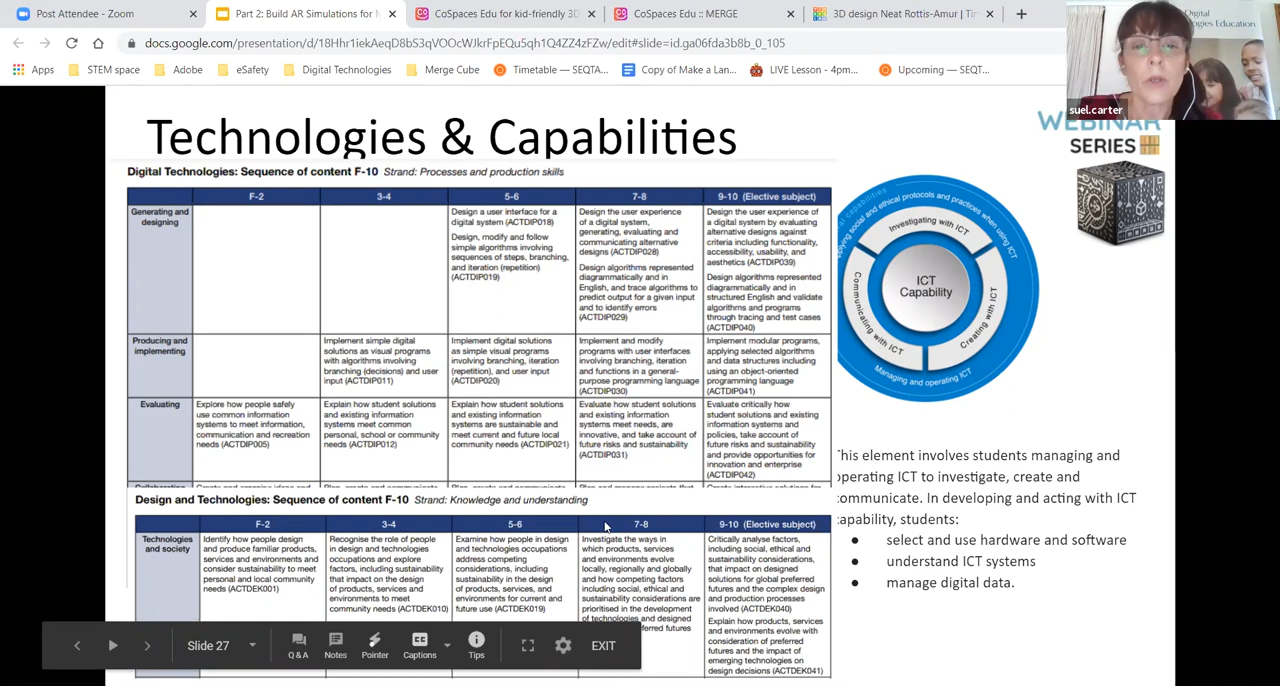 Post Attendee - Zoom
Part 2: Build AR Simulations for
CoSpaces Edu for kid-friendly 3D
CoSpaces Edu :: MERGE
3D design Neat Rottis-Amur | Tin
docs.google.com/presentation/d/18Hhr1iekAeqD8bS3qVOOcWJkrFpEQu5qh1Q4ZZ4zFZw/edit#slide=id.ga06fda3b8b_0_105
Apps
STEM space
Adobe
eSafety
Digital Technologies
Merge Cube
Timetable — SEQTA...
Copy of Make a Lan...
LIVE Lesson - 4pm...
Upcoming — SEQT...
Digital
suel.carter
Technologies & Capabilities
WEBINAR
SERIES
Digital Technologies: Sequence of content F-10 Strand: Processes and production skills
F-2
3-4
5-6
7-8
9-10 (Elective subject)
Generating and
designing
Design a user interface for a
digital system (ACTDIP018)
Design, modify and follow
simple algorithms involving
sequences of steps, branching,
and iteration (repetition)
(ACTDIP019)
Design the user experience
of a digital system,
generating, evaluating and
communicating alternative
designs (ACTDIP028)
Design algorithms represented
diagrammatically and in
English, and trace algorithms to
predict output for a given input
and to identify errors
(ACTDIP029)
Design the user experience of
a digital system by evaluating
alternative designs against
criteria including functionality,
accessibility, usability, and
aesthetics (ACTDIP039)
Design algorithms represented
diagrammatically and in
structured English and validate
algorithms and programs
through tracing and test cases
(ACTDIP040)
Producing and
implementing
Implement simple digital
solutions as visual programs
with algorithms involving
branching (decisions) and user
input (ACTDIP011)
Implement digital solutions
as simple visual programs
involving branching, iteration
(repetition), and user input
(ACTDIP020)
Implement and modify
programs with user interfaces
involving branching, iteration
and functions in a general-
purpose programming language
(ACTDIP030)
Implement modular programs,
applying selected algorithms
and data structures including
using an object-oriented
programming language
(ACTDIP041)
Evaluating
Explore how people safely
use common information
systems to meet information,
communication and recreation
needs (ACTDIP005)
Explain how student solutions
and existing information
systems meet common
personal, school or community
needs (ACTDIP012)
Explain how student solutions
and existing information
systems are sustainable and
meet current and future local
community needs (ACTDIP021)
Evaluate how student solutions
and existing information
systems meet needs, are
innovative, and take account of
future risks and sustainability
(ACTDIP031)
Evaluate critically how
student solutions and existing
information systems and
policies, take account of
future risks and sustainability
and provide opportunities for
innovation and enterprise
(ACTDIP042)
Design and Technologies: Sequence of content F-10 Strand: Knowledge and understanding
F-2
3-4
5-6
7-8
9-10 (Elective subject)
Technologies
and society
Identify how people design
and produce familiar products,
services and environments and
consider sustainability to meet
personal and local community
needs (ACTDEK001)
Recognise the role of people
in design and technologies
occupations and explore
factors, including sustainability
that impact on the design
of products, services and
environments to meet
community needs (ACTDEK010)
Examine how people in design
and technologies occupations
address competing
considerations, including
sustainability in the design
of products, services, and
environments for current and
future use (ACTDEK019)
Investigate the ways in
which products, services
and environments evolve
locally, regionally and globally
and how competing factors
including social, ethical and
sustainability considerations are
prioritised in the development
of technologies and designed
ferred futures
Critically analyse factors,
including social, ethical and
sustainability considerations,
that impact on designed
solutions for global preferred
futures and the complex design
and production processes
involved (ACTDEK040)
Explain how products, services
and environments evolve with
consideration of preferred
futures and the impact of
emerging technologies on
design decisions (ACTDEK041)
social and ethical protocols and practices when using ICT
Investigating with ICT
ICT
Capability
Communicating with ICT
Creating with ICT
Managing and operating ICT
This element involves students managing and
operating ICT to investigate, create and
communicate. In developing and acting with ICT
capability, students:
● select and use hardware and software
● understand ICT systems
● manage digital data.
Slide 27
Q & A
Notes
Pointer
Captions
Tips
EXIT